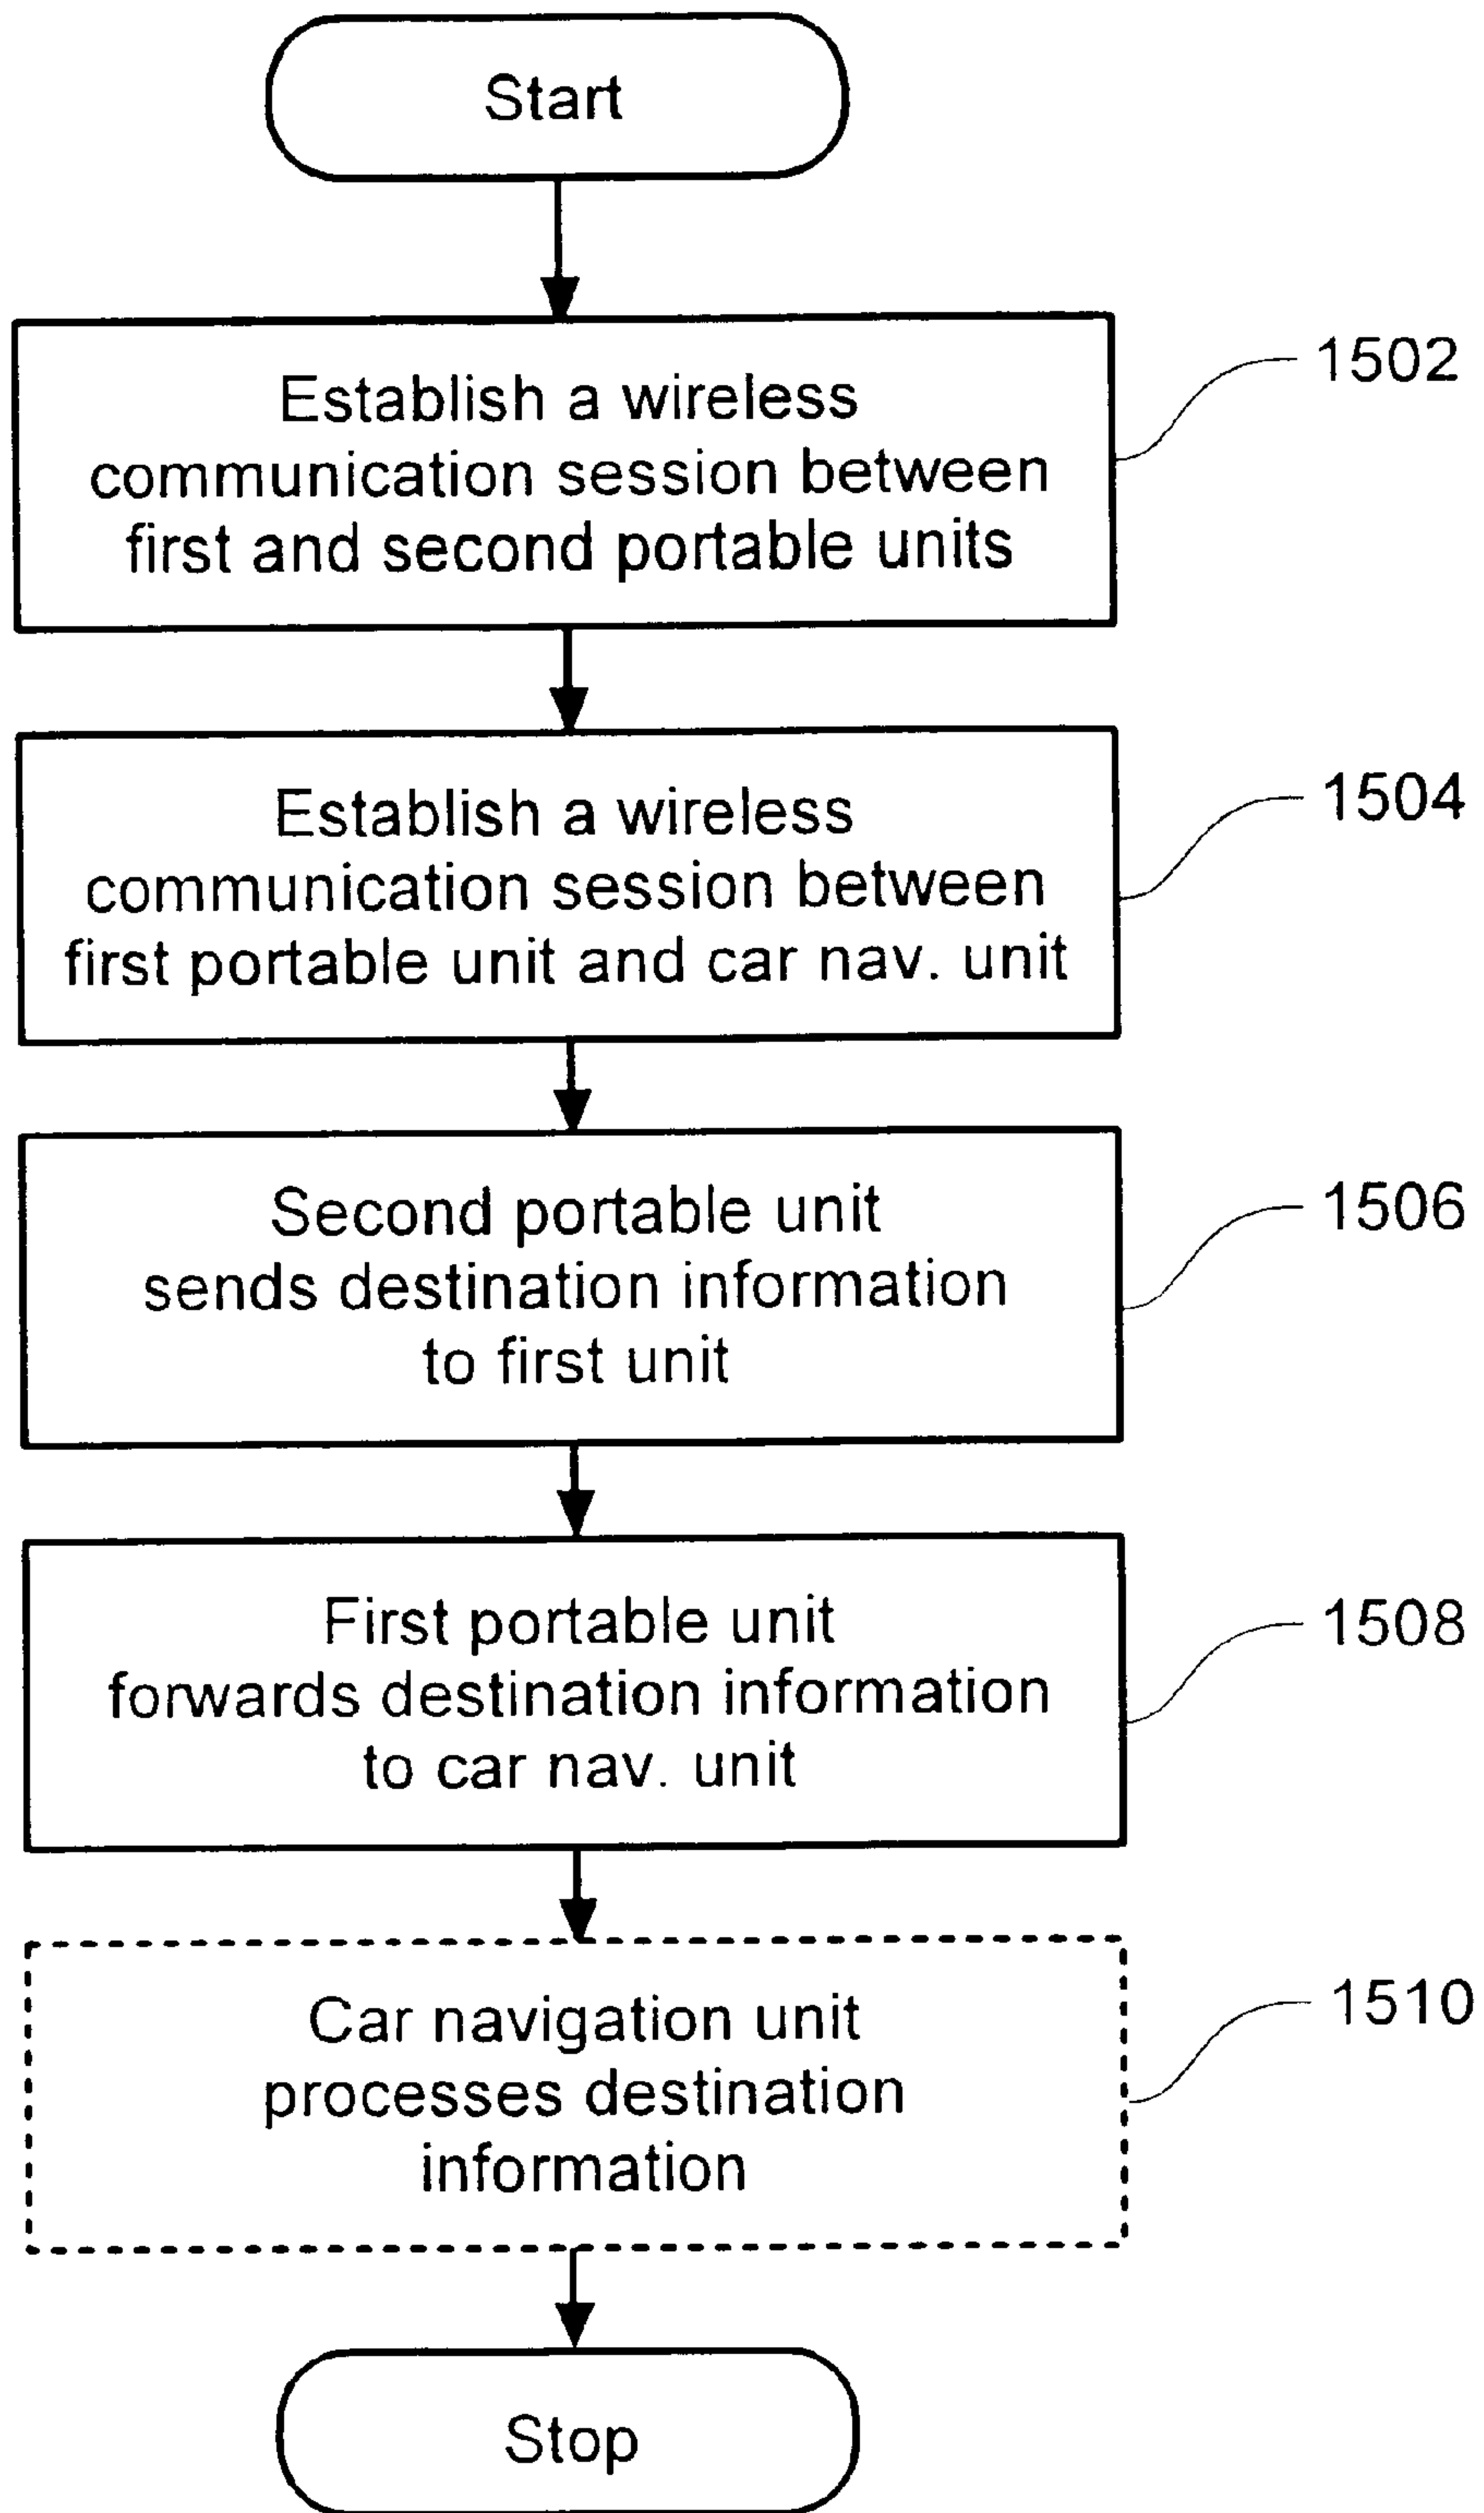 Start
Establish a wireless
communication session between
first and second portable units
1502
Establish a wireless
communication session between
first portable unit and car nav. unit
1504
Second portable unit
sends destination information
to first unit
1506
First portable unit
forwards destination information
to car nav. unit
1508
Car navigation unit
processes destination
information
1510
Stop